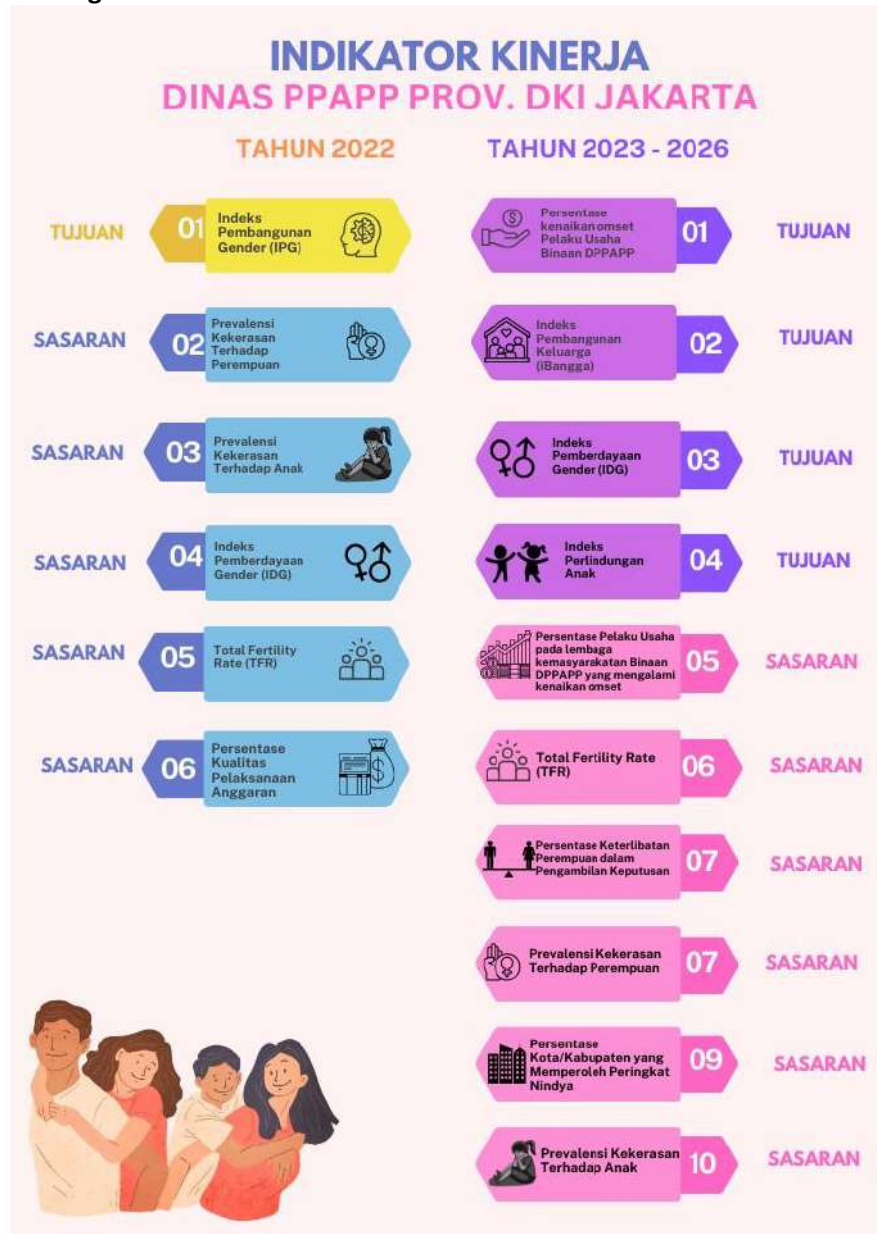 INDIKATOR KINERJA
DINAS PPAPP PROV. DKI JAKARTA
TAHUN 2022
TUJUAN
01
Indeks
Pembangunan
Gender (IPG)
SASARAN
02
Prevalensi
Kekerasan
Terhadap
Perempuan
SASARAN
03
Prevalensi
Kekerasan
Terhadap Anak
SASARAN
04
Indeks
Pemberdayaan
Gender (IDG)
SASARAN
05
Total Fertility
Rate (TFR)
SASARAN
06
Persentase
Kualitas
Pelaksanaan
Anggaran
TAHUN 2023 - 2026
Persentase
kenaikan omset
Pelaku Usaha
Binaan DPPAPP
01
TUJUAN
Indeks
Pembangunan
Keluarga
(iBangga)
02
TUJUAN
Indeks
Pemberdayaan
Gender (IDG)
03
TUJUAN
Indeks
Perlindungan
Anak
04
TUJUAN
Persentase Pelaku Usaha
pada lembaga
kemasyarakatan Binaan
DPPAPP yang mengalami
kenaikan omset
05
SASARAN
Total Fertility Rate
(TFR)
06
SASARAN
Persentase Keterlibatan
Perempuan dalam
Pengambilan Keputusan
07
SASARAN
Prevalensi Kekerasan
Terhadap Perempuan
07
SASARAN
Persentase
Kota/Kabupaten yang
Memperoleh Peringkat
Nindya
09
SASARAN
Prevalensi Kekerasan
Terhadap Anak
10
SASARAN